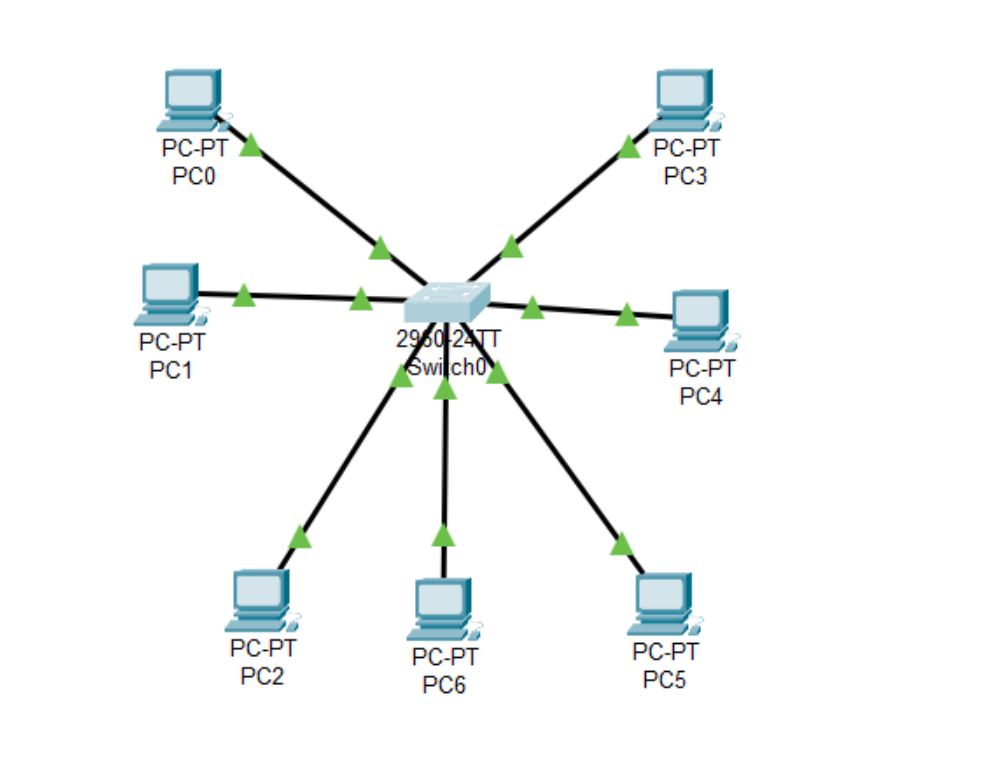 PC-PT
PC0
PC-PT
PC3
PC-PT
PC1
2960-24TT
Switch0
PC-PT
PC4
PC-PT
PC2
PC-PT
PC6
PC-PT
PC5